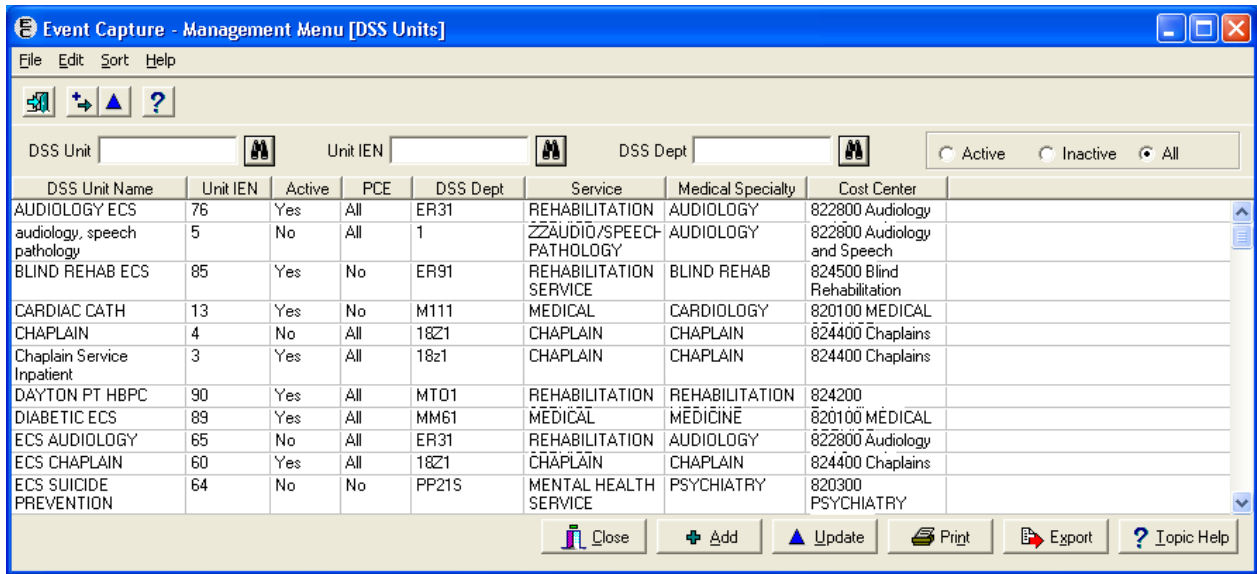 Event Capture - Management Menu [DSS Units]
File Edit Sort Help
DSS Unit Unit IEN DSS Dept Active Inactive All
DSS Unit Name Unit IEN Active PCE DSS Dept Service Medical Specialty Cost Center
AUDIOLOGY ECS 76 Yes All ER31 REHABILITATION AUDIOLOGY 822800 Audiology
audiology, speech 5 No All 1 ZZAUDIO/SPEECH AUDIOLOGY 822800 Audiology
pathology PATHOLOGY and Speech
BLIND REHAB ECS 85 Yes No ER91 REHABILITATION BLIND REHAB 824500 Blind
SERVICE Rehabilitation
CARDIAC CATH 13 Yes No M111 MEDICAL CARDIOLOGY 820100 MEDICAL
CHAPLAIN 4 No All 18Z1 CHAPLAIN CHAPLAIN 824400 Chaplains
Chaplain Service 3 Yes All 18z1 CHAPLAIN CHAPLAIN 824400 Chaplains
Inpatient
DAYTON PT HBPC 90 Yes All MTO1 REHABILITATION REHABILITATION 824200
DIABETIC ECS 89 Yes All MM61 MEDICAL MEDICINE 820100 MEDICAL
ECS AUDIOLOGY 65 No All ER31 REHABILITATION AUDIOLOGY 822800 Audiology
ECS CHAPLAIN 60 Yes All 18Z1 CHAPLAIN CHAPLAIN 824400 Chaplains
ECS SUICIDE 64 No No PP21S MENTAL HEALTH PSYCHIATRY 820300
PREVENTION SERVICE PSYCHIATRY
Close Add Update Print Export Topic Help